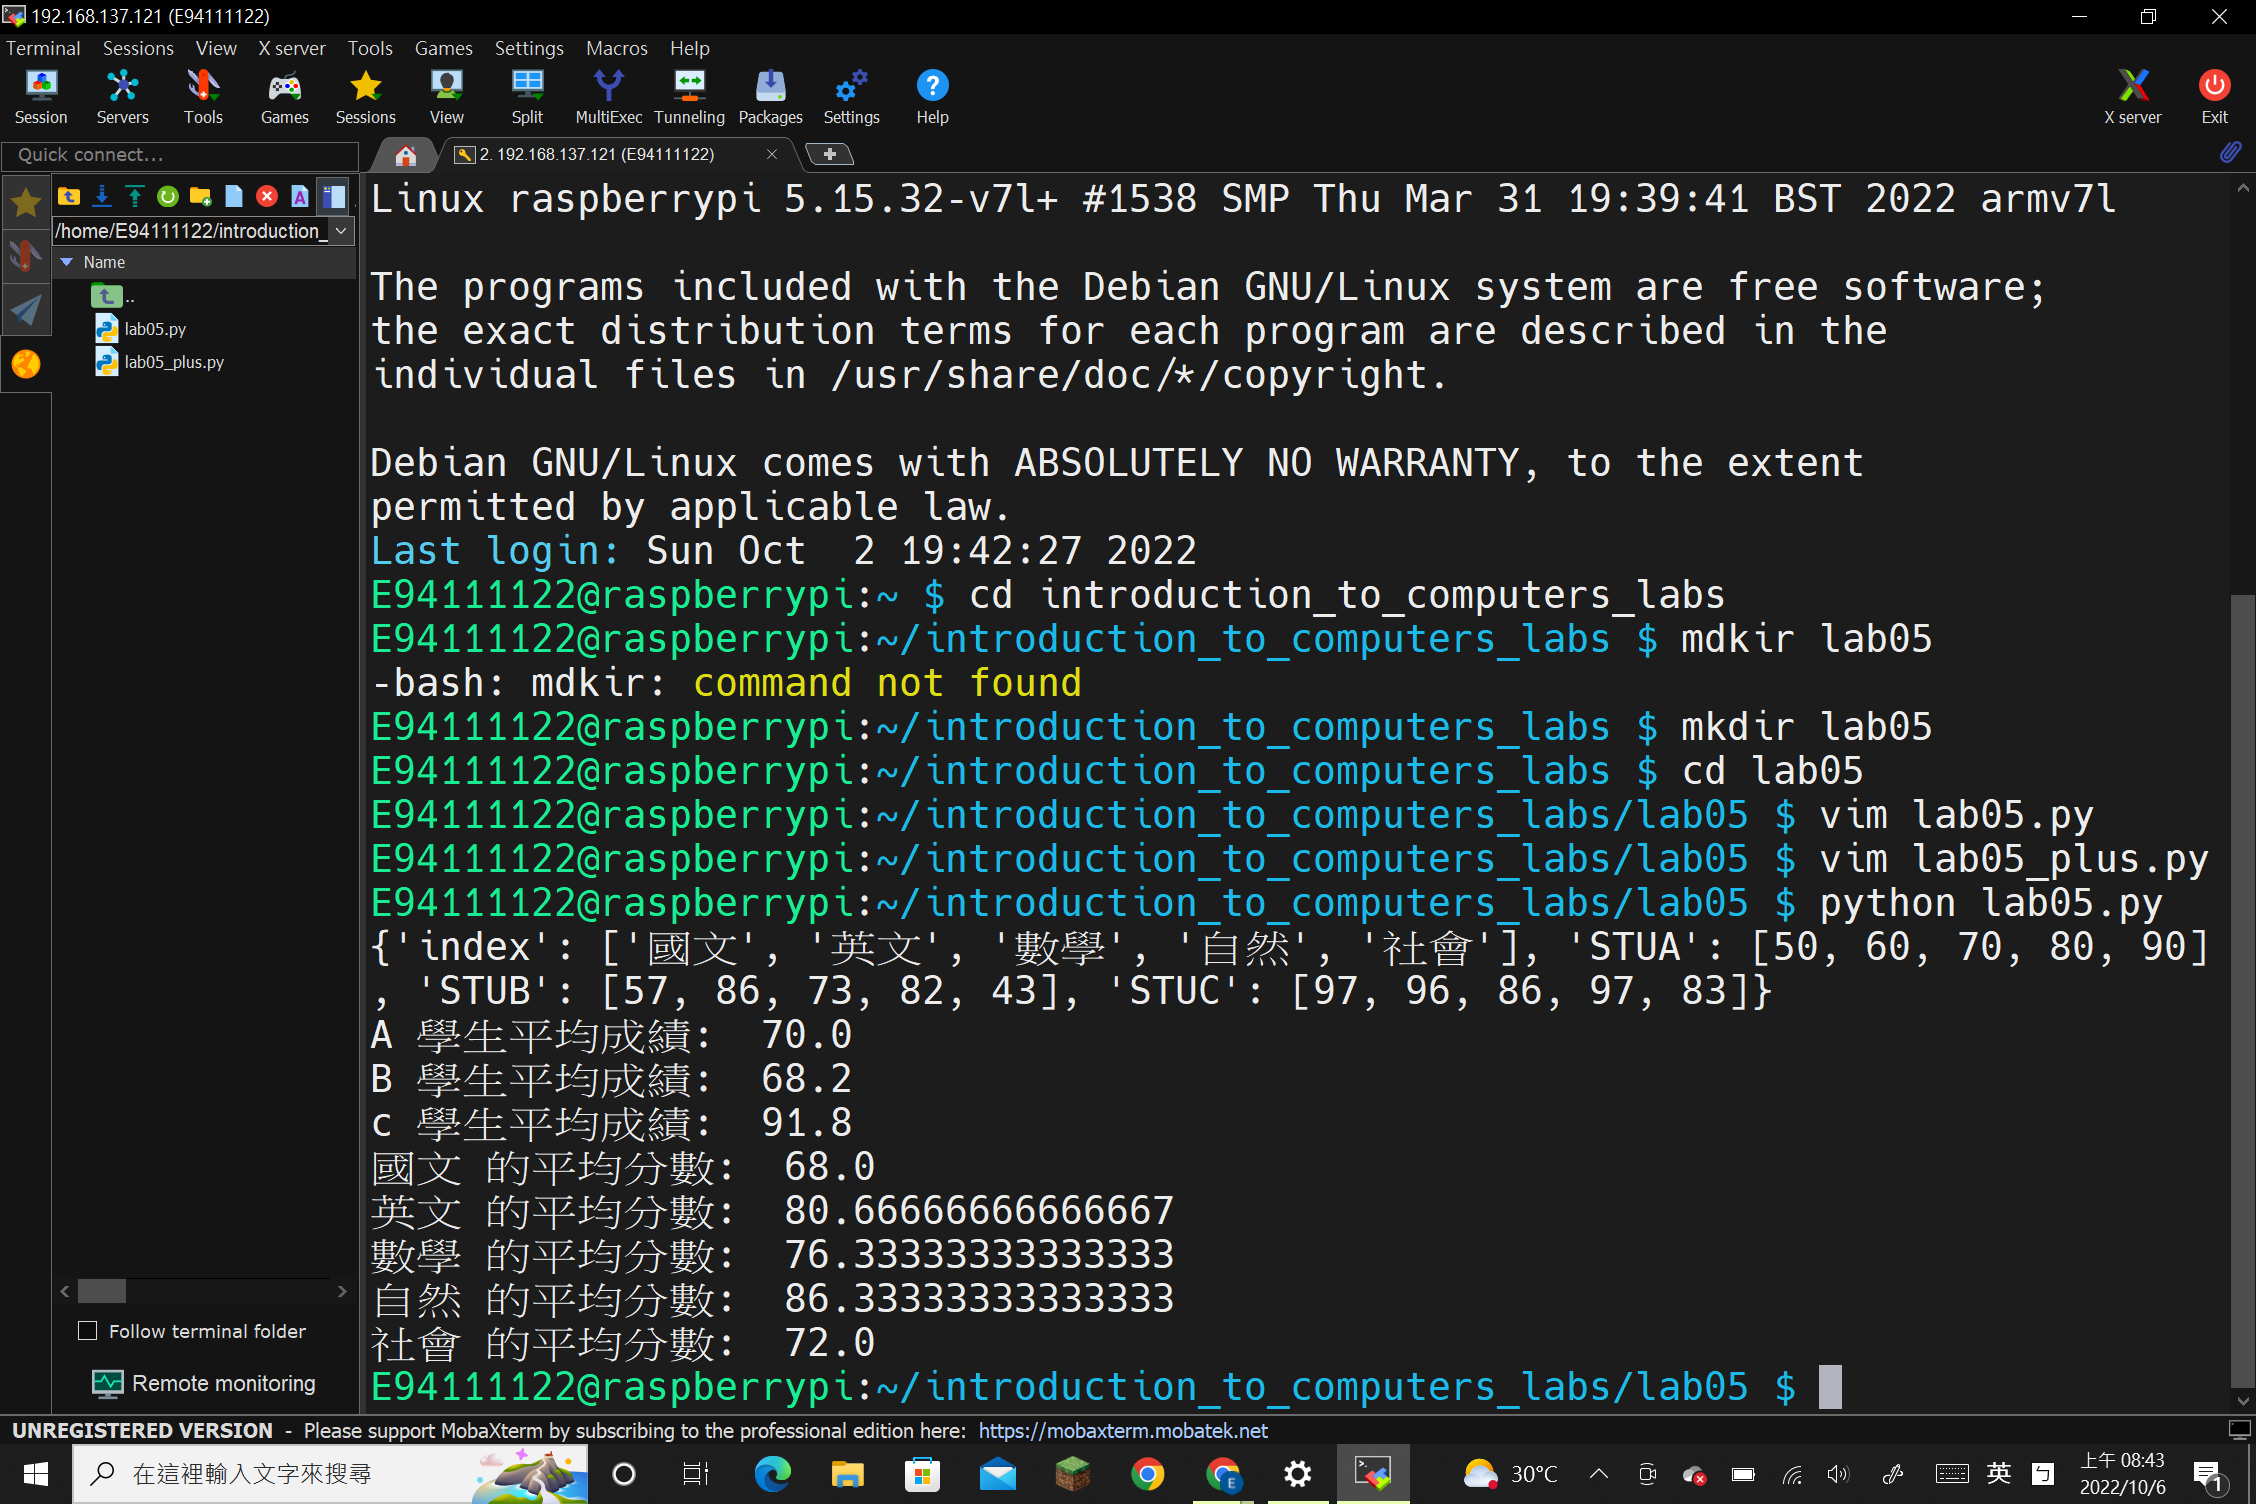 192.168.137.121 (E94111122)
Terminal Sessions View X server Tools Games Settings Macros Help
Session Servers Tools Games Sessions View Split MultiExec Tunneling Packages Settings Help X server Exit
Quick connect...
2. 192.168.137.121 (E94111122)
/home/E94111122/introduction_
Name
..
lab05.py
lab05_plus.py
Linux raspberrypi 5.15.32-v7l+ #1538 SMP Thu Mar 31 19:39:41 BST 2022 armv7l
The programs included with the Debian GNU/Linux system are free software;
the exact distribution terms for each program are described in the
individual files in /usr/share/doc/*/copyright.
Debian GNU/Linux comes with ABSOLUTELY NO WARRANTY, to the extent
permitted by applicable law.
Last login: Sun Oct  2 19:42:27 2022
E94111122@raspberrypi:~ $ cd introduction_to_computers_labs
E94111122@raspberrypi:~/introduction_to_computers_labs $ mdkir lab05
-bash: mdkir: command not found
E94111122@raspberrypi:~/introduction_to_computers_labs $ mkdir lab05
E94111122@raspberrypi:~/introduction_to_computers_labs $ cd lab05
E94111122@raspberrypi:~/introduction_to_computers_labs/lab05 $ vim lab05.py
E94111122@raspberrypi:~/introduction_to_computers_labs/lab05 $ vim lab05_plus.py
E94111122@raspberrypi:~/introduction_to_computers_labs/lab05 $ python lab05.py
{'index': ['國文', '英文', '數學', '自然', '社會'], 'STUA': [50, 60, 70, 80, 90]
, 'STUB': [57, 86, 73, 82, 43], 'STUC': [97, 96, 86, 97, 83]}
A 學生平均成績:  70.0
B 學生平均成績:  68.2
c 學生平均成績:  91.8
國文 的平均分數:  68.0
英文 的平均分數:  80.66666666666667
數學 的平均分數:  76.33333333333333
自然 的平均分數:  86.33333333333333
社會 的平均分數:  72.0
E94111122@raspberrypi:~/introduction_to_computers_labs/lab05 $
Follow terminal folder
Remote monitoring
UNREGISTERED VERSION - Please support MobaXterm by subscribing to the professional edition here: https://mobaxterm.mobatek.net
在這裡輸入文字來搜尋
30°C
英
ㄅ
上午 08:43
2022/10/6
1